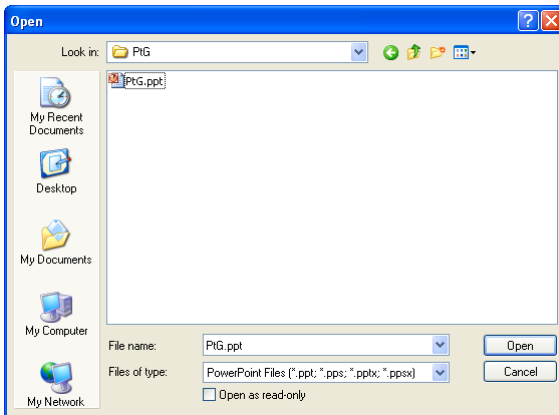 Open
Look in:
PtG
PtG.ppt
My Recent
Documents
Desktop
My Documents
My Computer
My Network
File name:
PtG.ppt
Open
Files of type:
PowerPoint Files (*.ppt; *.pps; *.pptx; *.ppsx)
Cancel
Open as read-only